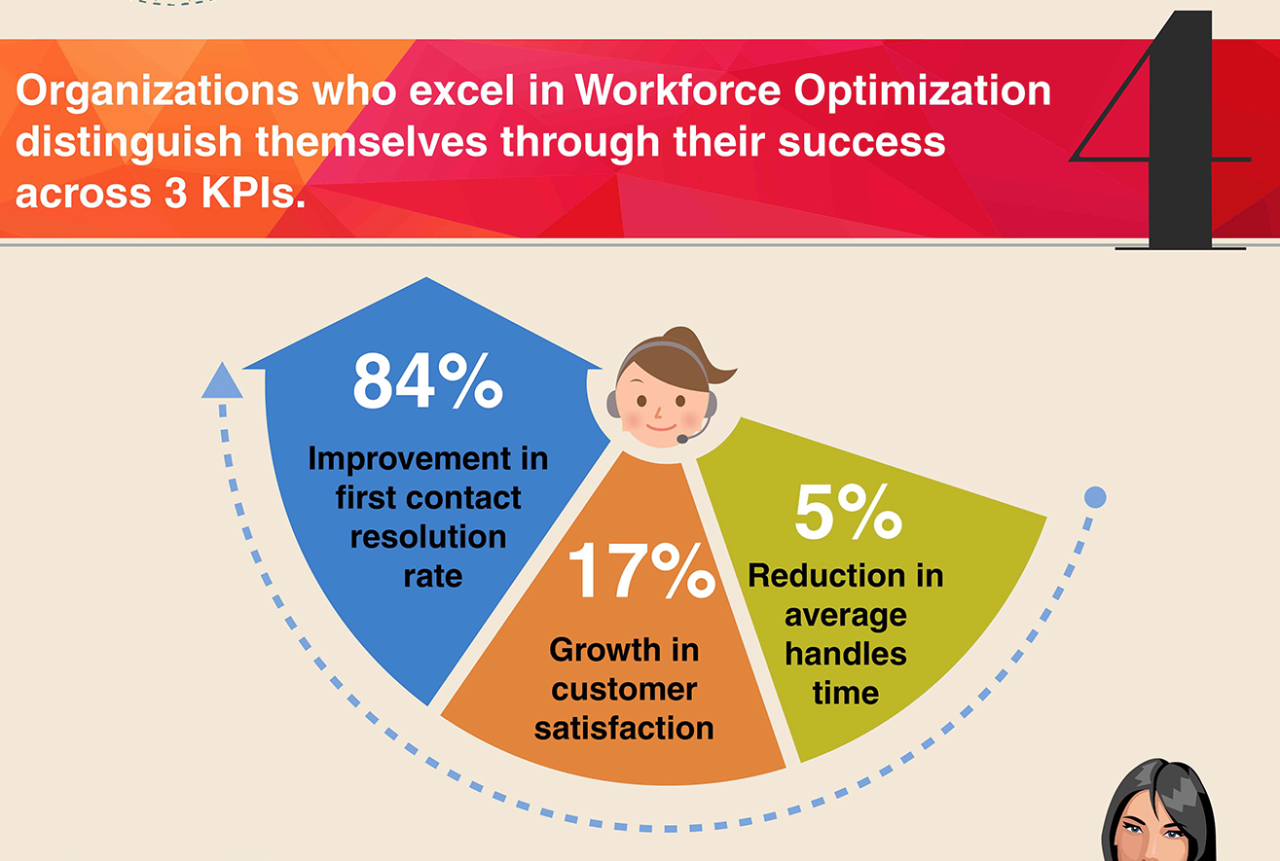 Organizations who excel in Workforce Optimization
distinguish themselves through their success
across 3 KPIs.
4
84%
Improvement in
first contact
resolution
rate
17%
Growth in
customer
satisfaction
5%
Reduction in
average
handles
time